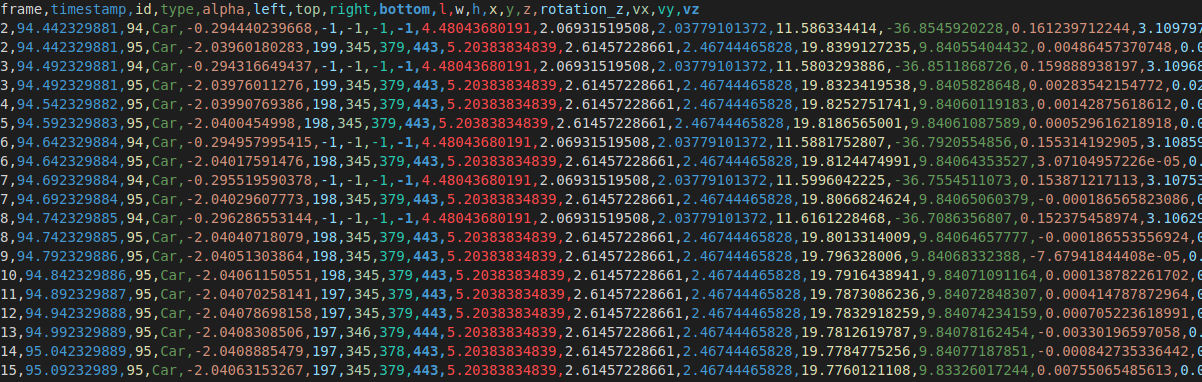 frame,timestamp,id,type,alpha,left,top,right,bottom,l,w,h,x,y,z,rotation_z,vx,vy,vz
2,94.442329881,94,Car,-0.294440239668,-1,-1,-1,-1,4.48043680191,2.06931519508,2.03779101372,11.586334414,-36.8545920228,0.161239712244,3.109797
2,94.442329881,95,Car,-2.03960180283,199,345,379,443,5.20383834839,2.61457228661,2.46744465828,19.8399127235,9.84055404432,0.00486457370748,0.0
3,94.492329881,94,Car,-0.294316649437,-1,-1,-1,-1,4.48043680191,2.06931519508,2.03779101372,11.5803293886,-36.8511868726,0.159888938197,3.10968
3,94.492329881,95,Car,-2.03976011276,199,345,379,443,5.20383834839,2.61457228661,2.46744465828,19.8323419538,9.8405828648,0.00283542154772,0.02
4,94.542329882,95,Car,-2.03990769386,198,345,379,443,5.20383834839,2.61457228661,2.46744465828,19.8252751741,9.84060119183,0.00142875618612,0.0
5,94.592329883,95,Car,-2.0400454998,198,345,379,443,5.20383834839,2.61457228661,2.46744465828,19.8186565001,9.84061087589,0.000529616218918,0.0
6,94.642329884,94,Car,-0.294957995415,-1,-1,-1,-1,4.48043680191,2.06931519508,2.03779101372,11.5881752807,-36.7920554856,0.155314192905,3.10859
6,94.642329884,95,Car,-2.04017591476,198,345,379,443,5.20383834839,2.61457228661,2.46744465828,19.8124474991,9.84064353527,3.07104957226e-05,0
7,94.692329884,94,Car,-0.295519590378,-1,-1,-1,-1,4.48043680191,2.06931519508,2.03779101372,11.5996042225,-36.7554511073,0.153871217113,3.10753
7,94.692329884,95,Car,-2.04029607773,198,345,379,443,5.20383834839,2.61457228661,2.46744465828,19.8066824624,9.84065060379,-0.000186565823086,0
8,94.742329885,94,Car,-0.296286553144,-1,-1,-1,-1,4.48043680191,2.06931519508,2.03779101372,11.6161228468,-36.7086356807,0.152375458974,3.10625
8,94.742329885,95,Car,-2.04040718079,198,345,379,443,5.20383834839,2.61457228661,2.46744465828,19.8013314009,9.84064657777,-0.000186553556924,0
9,94.792329886,95,Car,-2.04051303864,198,345,379,443,5.20383834839,2.61457228661,2.46744465828,19.796328006,9.84068332388,-7.67941844408e-05,0
10,94.842329886,95,Car,-2.04061150551,198,345,379,443,5.20383834839,2.61457228661,2.46744465828,19.7916438941,9.84071091164,0.000138782261702,0
11,94.892329887,95,Car,-2.04070258141,197,345,379,443,5.20383834839,2.61457228661,2.46744465828,19.7873086236,9.84072848307,0.000414787872964,0
12,94.942329888,95,Car,-2.04078698158,197,345,379,443,5.20383834839,2.61457228661,2.46744465828,19.7832918259,9.84074234159,0.000705223618991,0
13,94.992329889,95,Car,-2.0408308506,197,346,379,444,5.20383834839,2.61457228661,2.46744465828,19.7812619787,9.84078162454,-0.00330196597058,0
14,95.042329889,95,Car,-2.0408885479,197,345,378,443,5.20383834839,2.61457228661,2.46744465828,19.7784775256,9.84077187851,-0.000842735336442,0
15,95.09232989,95,Car,-2.04063153267,197,345,379,443,5.20383834839,2.61457228661,2.46744465828,19.7760121108,9.83326017244,0.00755065485613,0.0